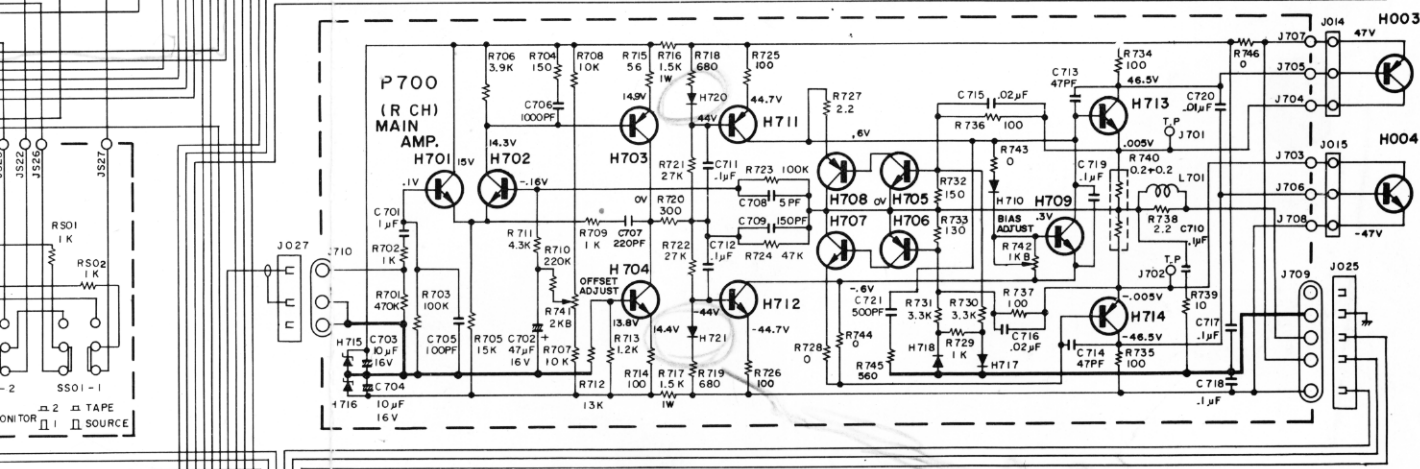 J014
H003
47V
J707
J705
J704
R746
0
R706
3.9K
R704
150
R708
10K
R715
56
R716
1.5K
1W
R718
680
R725
100
R734
100
46.5V
P700
(R CH)
MAIN
AMP.
C706
1000PF
14.9V
H720
44.7V
44V
H711
R727
2.2
C715 .02µF
R736 100
C713
47PF
H713
C720
.01µF
T.P
J701
H004
J015
J703
J706
J708
-47V
JS22
JS26
JS27
H701
15V
14.3V
H702
H703
.1V
-.16V
R721
27K
C711
.1µF
R723 100K
C708 5PF
.6V
H708
0V
H705
R743
0
R732
150
H710
.005V
C719
.1µF
R740
0.2+0.2
L701
R738
2.2
C701
1µF
R702
1K
R711
4.3K
R709
1K
C707
220PF
0V
R720
300
C709 150PF
R724 47K
C712
.1µF
R722
27K
H707
H706
R733
130
BIAS
ADJUST
H709
.3V
R742
1KB
C710
.1µF
RS01
1K
RS02
1K
J027
J710
R710
220K
OFFSET
ADJUST
R741
2KB
H704
R701
470K
R703
100K
H712
-44V
-44.7V
-.6V
C721
500PF
R731
3.3K
R730
3.3K
R737
100
T.P
J702
-.005V
R739
10
J709
J025
H715
C703
10µF
16V
C705
100PF
R705
15K
C702
47µF
16V
+
R707
10K
13.8V
R713
1.2K
14.4V
H721
R728
0
R744
0
R745
560
H718
R729
1K
C716
.02µF
H717
H714
-46.5V
C714
47PF
C717
.1µF
R735
100
H716
C704
10µF
16V
R712
13K
R714
100
R717
1.5K
1W
R719
680
R726
100
C718
.1µF
-2
SS01-1
2
TAPE
1
SOURCE